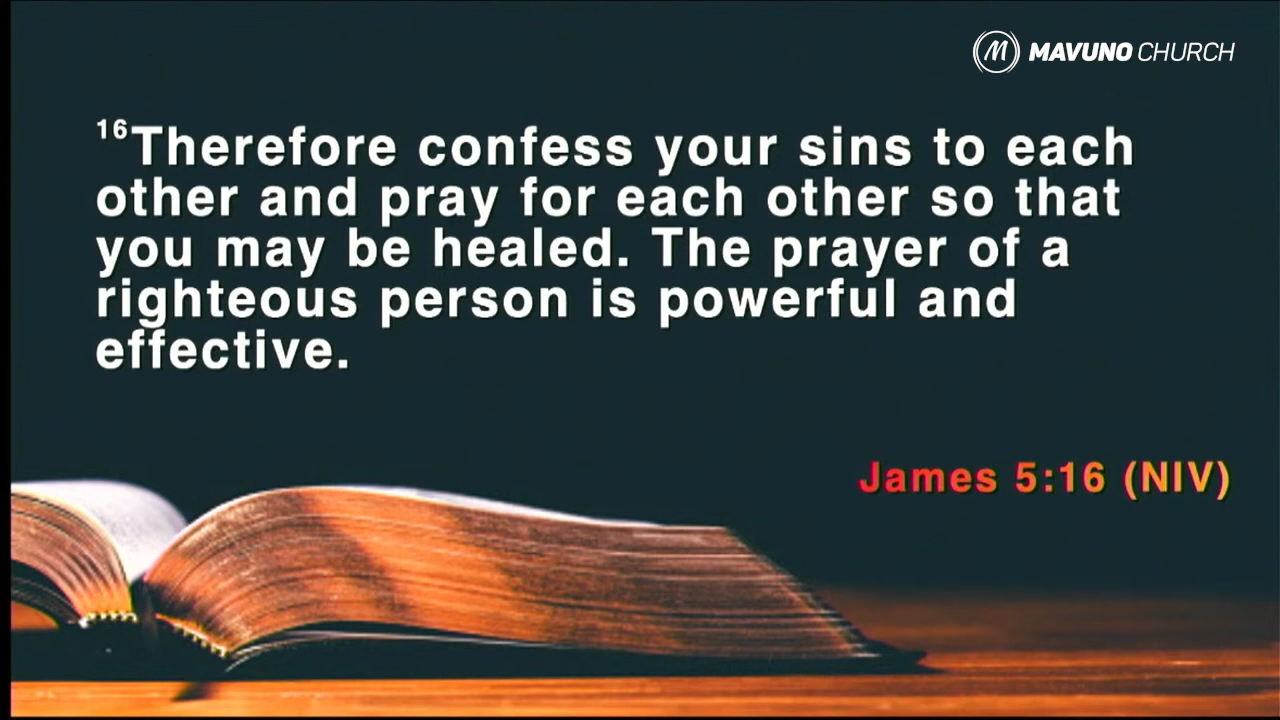 MAVUNO CHURCH
16Therefore confess your sins to each
other and pray for each other so that
you may be healed. The prayer of a
righteous person is powerful and
effective.
James 5:16 (NIV)